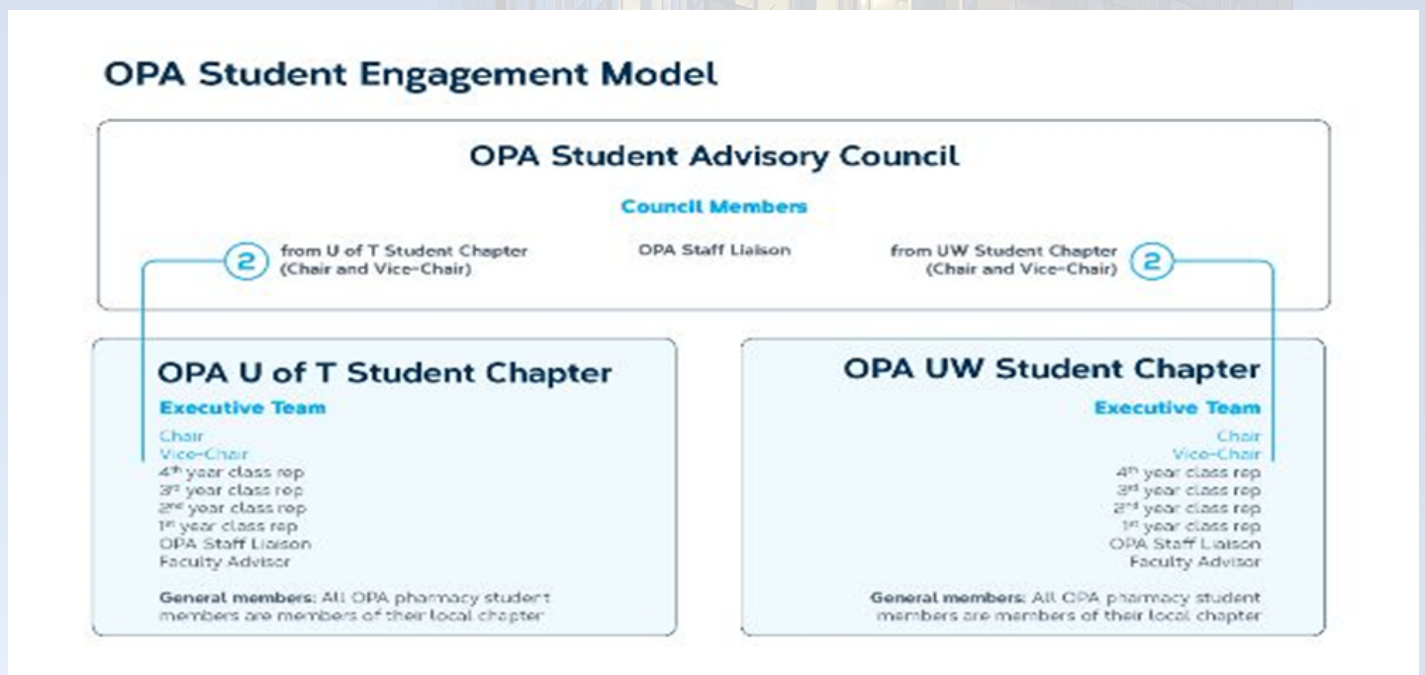 OPA Student Engagement Model
OPA Student Advisory Council
Council Members
2
from U of T Student Chapter
(Chair and Vice-Chair)
OPA Staff Liaison
from UW Student Chapter
(Chair and Vice-Chair)
2
OPA U of T Student Chapter
Executive Team
Chair
Vice-Chair
4th year class rep
3rd year class rep
2nd year class rep
1st year class rep
OPA Staff Liaison
Faculty Advisor
General members: All OPA pharmacy student
members are members of their local chapter
OPA UW Student Chapter
Executive Team
Chair
Vice-Chair
4th year class rep
3rd year class rep
2nd year class rep
1st year class rep
OPA Staff Liaison
Faculty Advisor
General members: All OPA pharmacy student
members are members of their local chapter